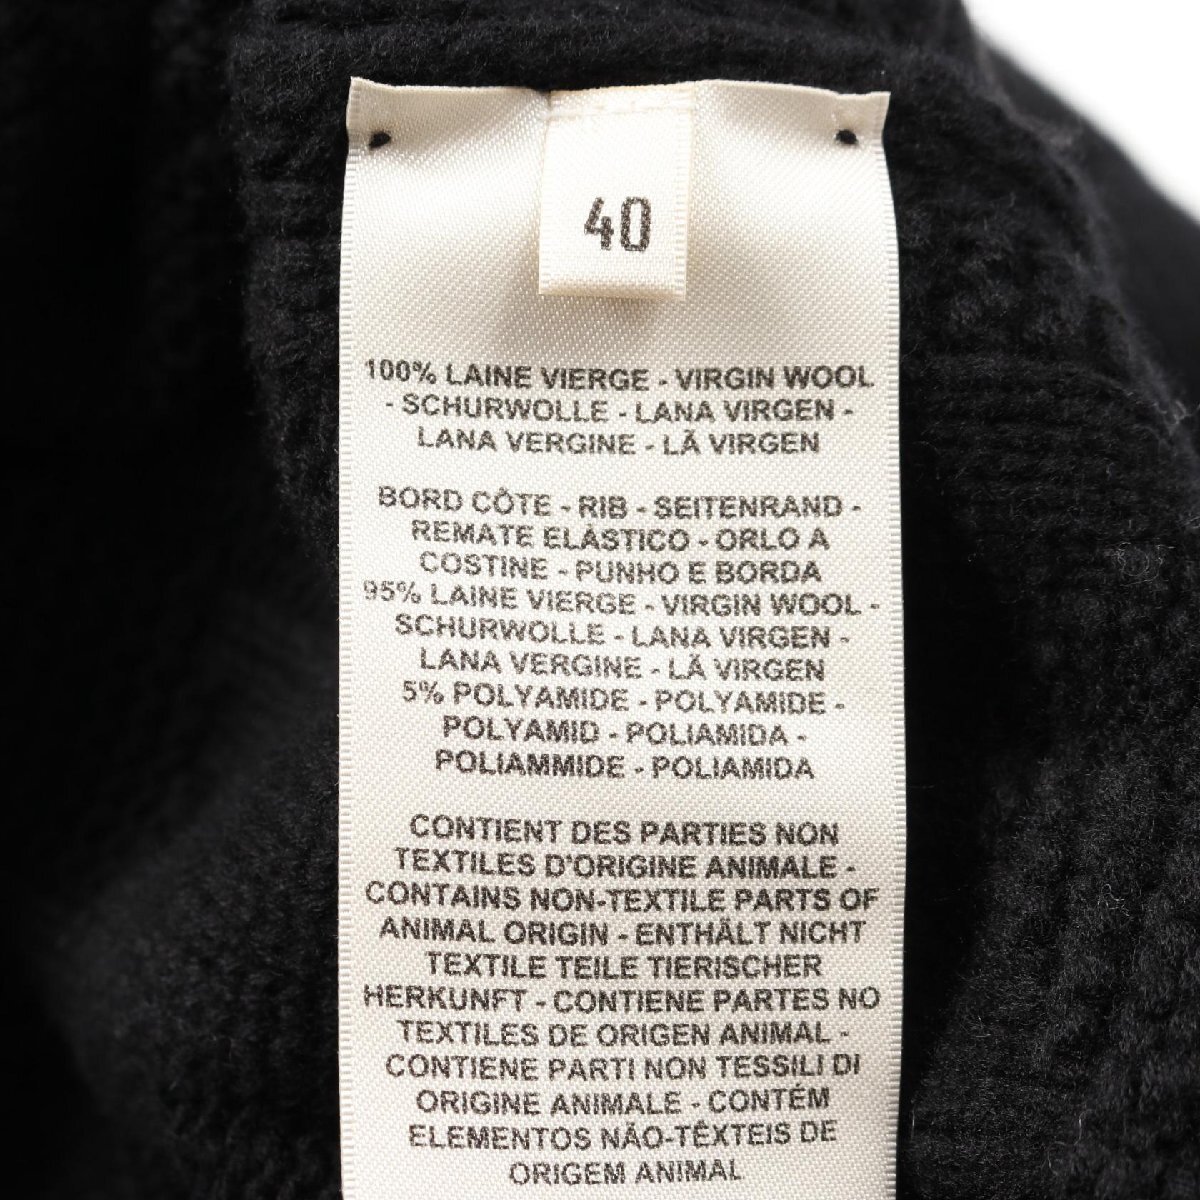 40
100% LAINE VIERGE - VIRGIN WOOL
- SCHURWOLLE - LANA VIRGEN -
LANA VERGINE - LÃ VIRGEN
BORD CÔTE - RIB - SEITENRAND -
REMATE ELÁSTICO - ORLO A
COSTINE - PUNHO E BORDA
95% LAINE VIERGE - VIRGIN WOOL -
SCHURWOLLE - LANA VIRGEN -
LANA VERGINE - LÃ VIRGEN
5% POLYAMIDE - POLYAMIDE -
POLYAMID - POLIAMIDA -
POLIAMMIDE - POLIAMIDA
CONTIENT DES PARTIES NON
TEXTILES D'ORIGINE ANIMALE -
CONTAINS NON-TEXTILE PARTS OF
ANIMAL ORIGIN - ENTHÄLT NICHT
TEXTILE TEILE TIERISCHER
HERKUNFT - CONTIENE PARTES NO
TEXTILES DE ORIGEN ANIMAL -
CONTIENE PARTI NON TESSILI DI
ORIGINE ANIMALE - CONTÉM
ELEMENTOS NÃO-TÊXTEIS DE
ORIGEM ANIMAL